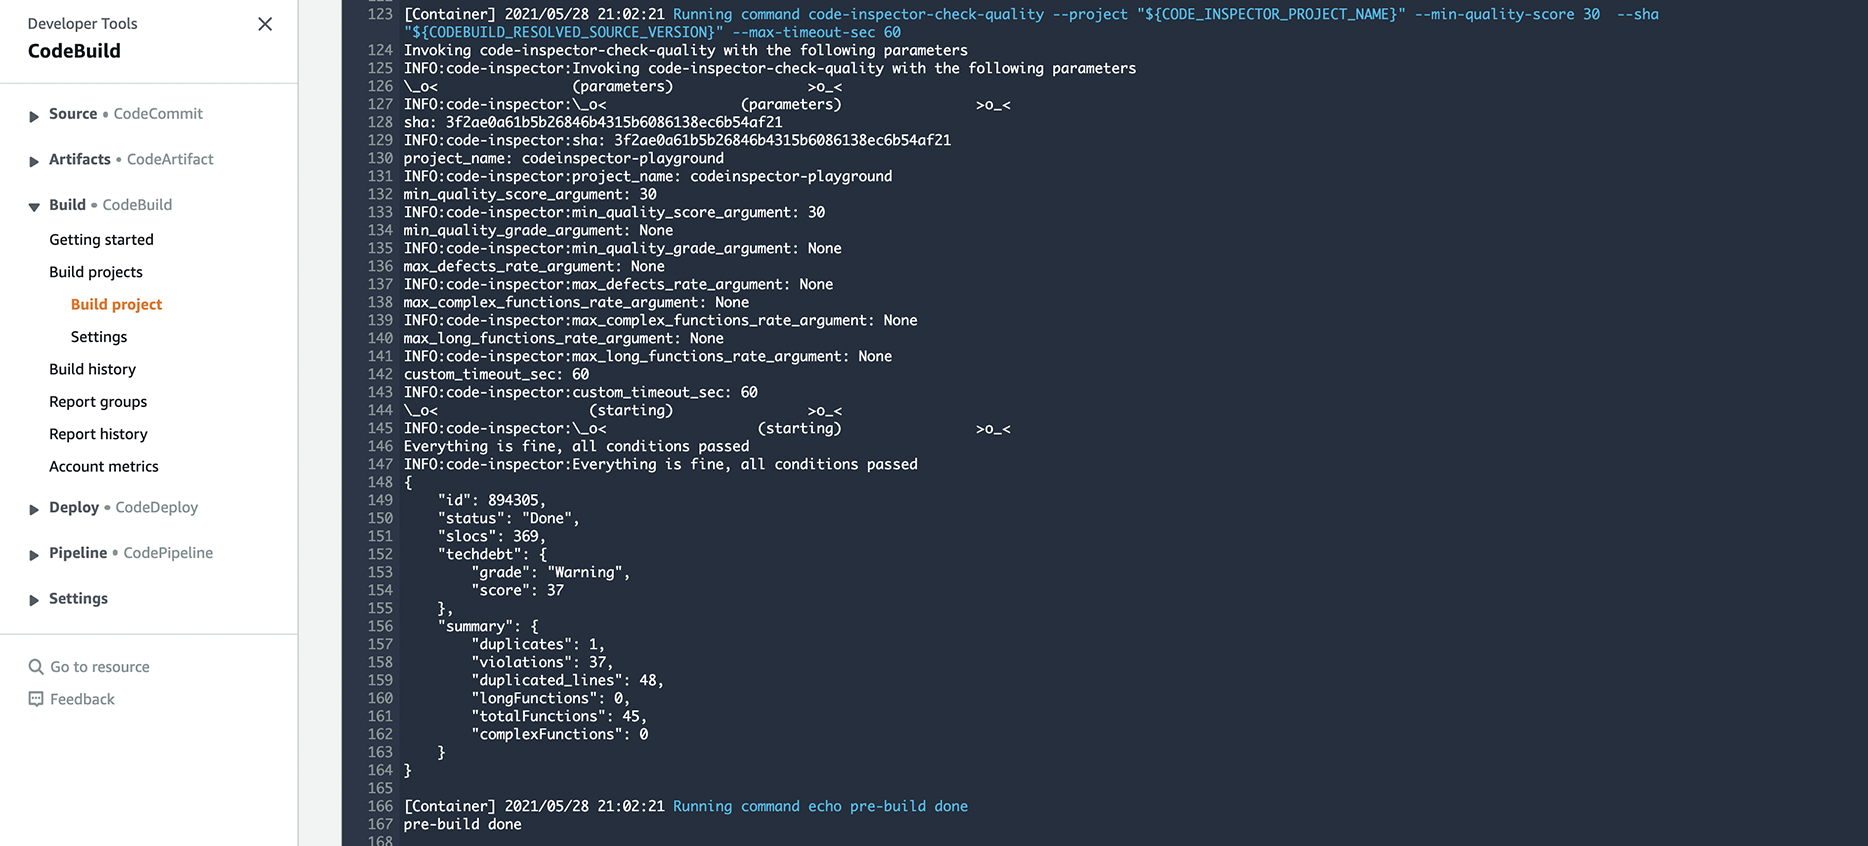 Developer Tools
CodeBuild
Source • CodeCommit
Artifacts • CodeArtifact
Build • CodeBuild
Getting started
Build projects
Build project
Settings
Build history
Report groups
Report history
Account metrics
Deploy • CodeDeploy
Pipeline • CodePipeline
Settings
Go to resource
Feedback
123 [Container] 2021/05/28 21:02:21 Running command code-inspector-check-quality --project "${CODE_INSPECTOR_PROJECT_NAME}" --min-quality-score 30  --sha
"${CODEBUILD_RESOLVED_SOURCE_VERSION}" --max-timeout-sec 60
124 Invoking code-inspector-check-quality with the following parameters
125 INFO:code-inspector:Invoking code-inspector-check-quality with the following parameters
126 \_o<                (parameters)                >o_<
127 INFO:code-inspector:\_o<                (parameters)                >o_<
128 sha: 3f2ae0a61b5b26846b4315b6086138ec6b54af21
129 INFO:code-inspector:sha: 3f2ae0a61b5b26846b4315b6086138ec6b54af21
130 project_name: codeinspector-playground
131 INFO:code-inspector:project_name: codeinspector-playground
132 min_quality_score_argument: 30
133 INFO:code-inspector:min_quality_score_argument: 30
134 min_quality_grade_argument: None
135 INFO:code-inspector:min_quality_grade_argument: None
136 max_defects_rate_argument: None
137 INFO:code-inspector:max_defects_rate_argument: None
138 max_complex_functions_rate_argument: None
139 INFO:code-inspector:max_complex_functions_rate_argument: None
140 max_long_functions_rate_argument: None
141 INFO:code-inspector:max_long_functions_rate_argument: None
142 custom_timeout_sec: 60
143 INFO:code-inspector:custom_timeout_sec: 60
144 \_o<                  (starting)                >o_<
145 INFO:code-inspector:\_o<                  (starting)                >o_<
146 Everything is fine, all conditions passed
147 INFO:code-inspector:Everything is fine, all conditions passed
148 {
149     "id": 894305,
150     "status": "Done",
151     "slocs": 369,
152     "techdebt": {
153         "grade": "Warning",
154         "score": 37
155     },
156     "summary": {
157         "duplicates": 1,
158         "violations": 37,
159         "duplicated_lines": 48,
160         "longFunctions": 0,
161         "totalFunctions": 45,
162         "complexFunctions": 0
163     }
164 }
165
166 [Container] 2021/05/28 21:02:21 Running command echo pre-build done
167 pre-build done
168